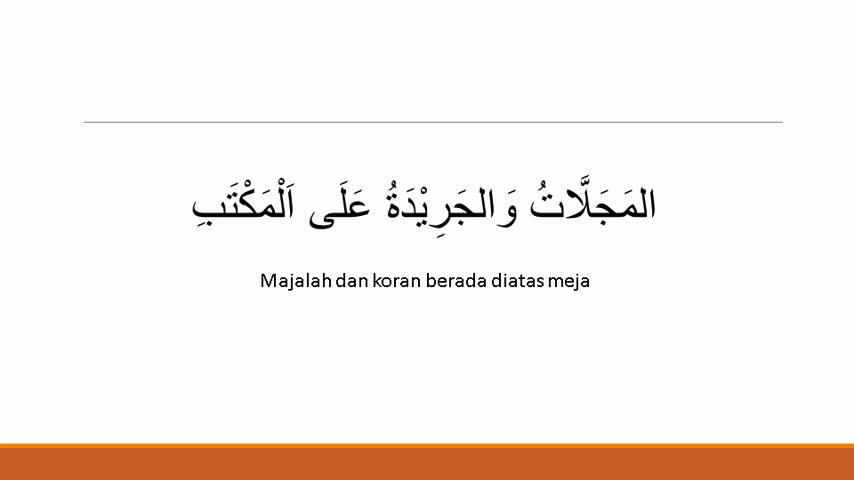 المَجَلَّاتُ وَالجَرِيْدَةُ عَلَى اَلْمَكْتَبِ
Majalah dan koran berada diatas meja